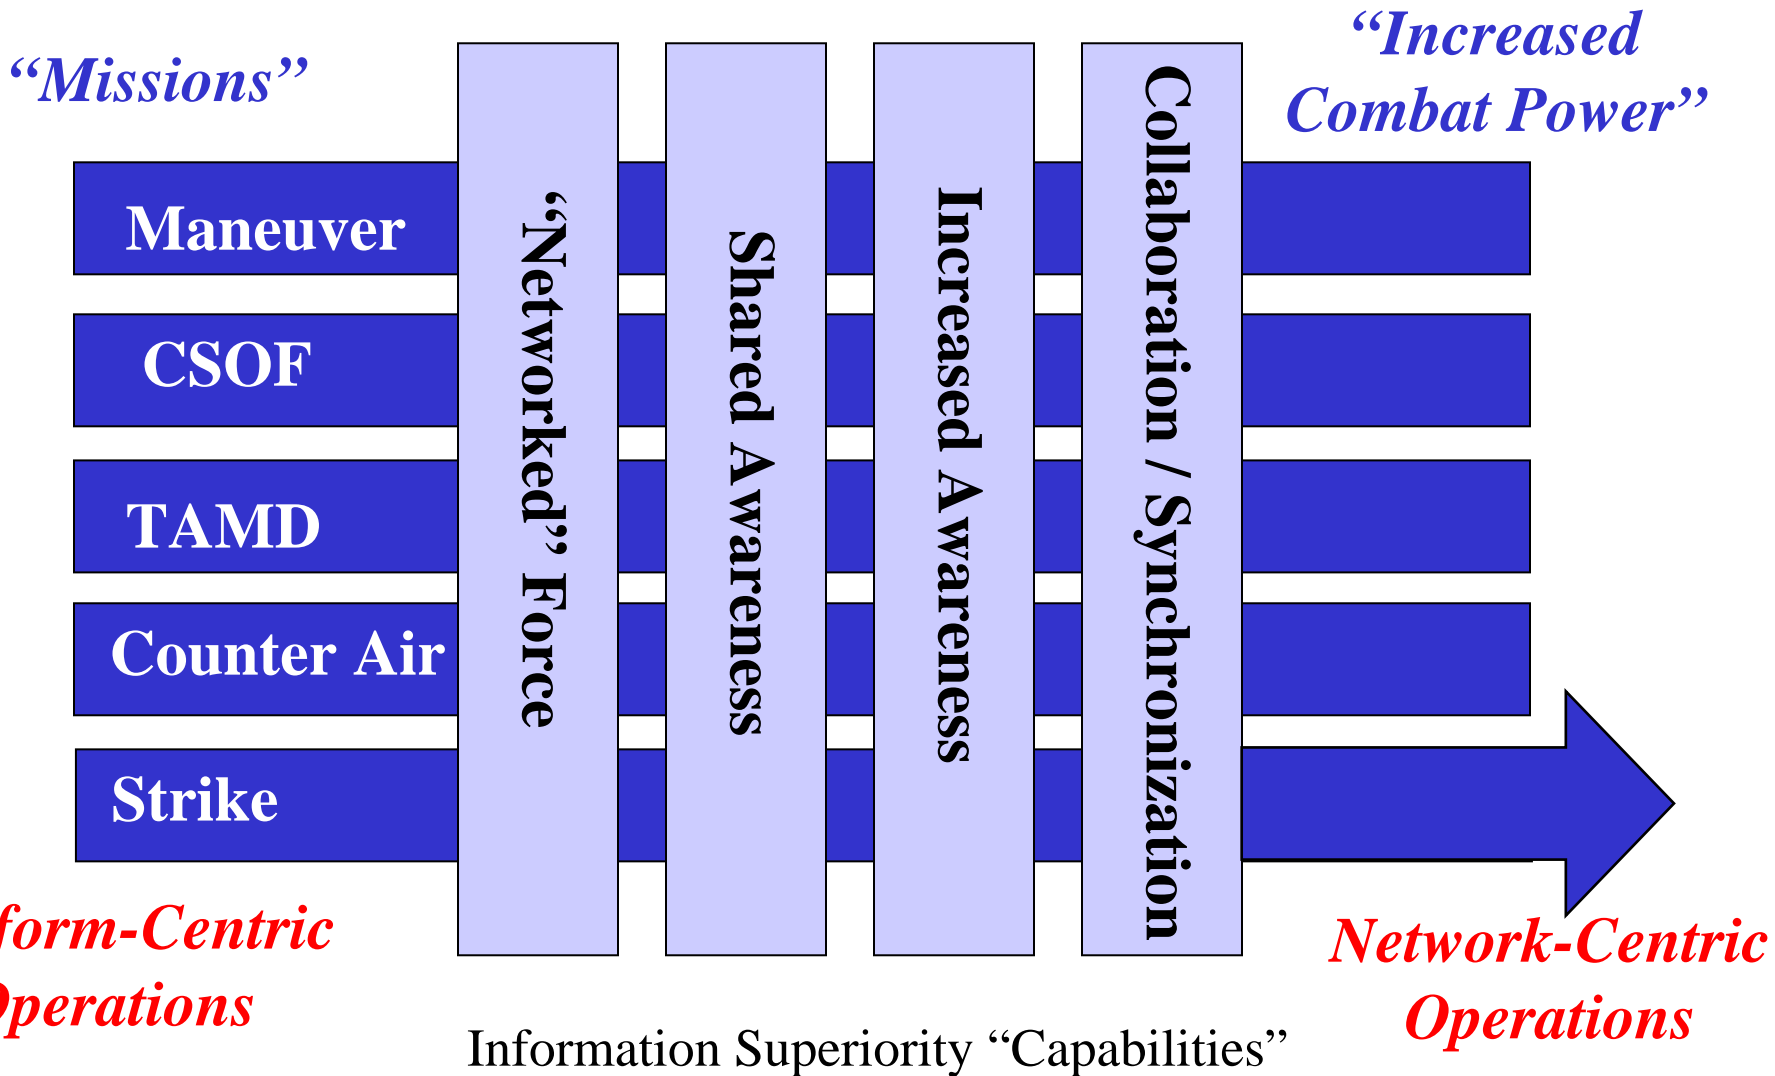 “Missions”
“Increased
Combat Power”
Maneuver
CSOF
TAMD
Counter Air
Strike
“Networked” Force
Shared Awareness
Increased Awareness
Collaboration / Synchronization
form-Centric
perations
Network-Centric
Operations
Information Superiority “Capabilities”